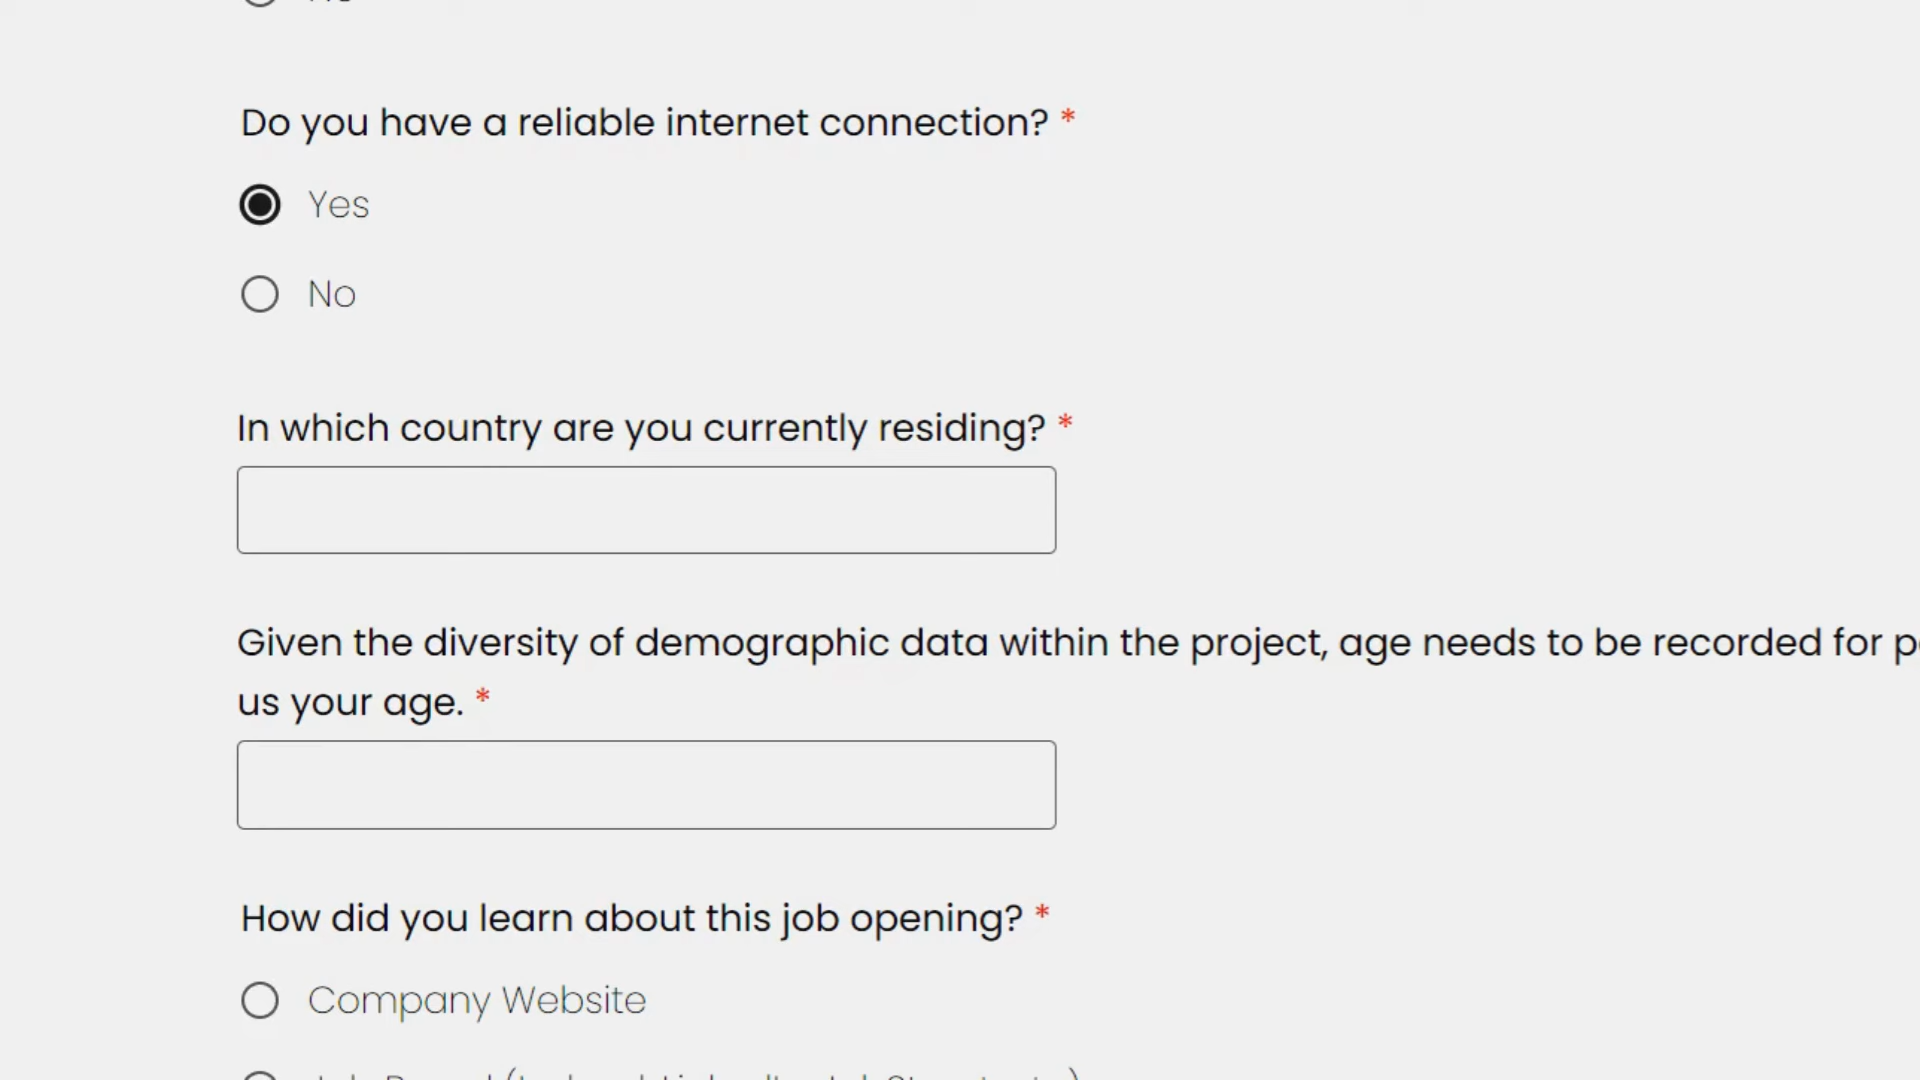 Do you have a reliable internet connection? *
Yes
No
In which country are you currently residing? *
Given the diversity of demographic data within the project, age needs to be recorded for
us your age. *
How did you learn about this job opening? *
Company Website